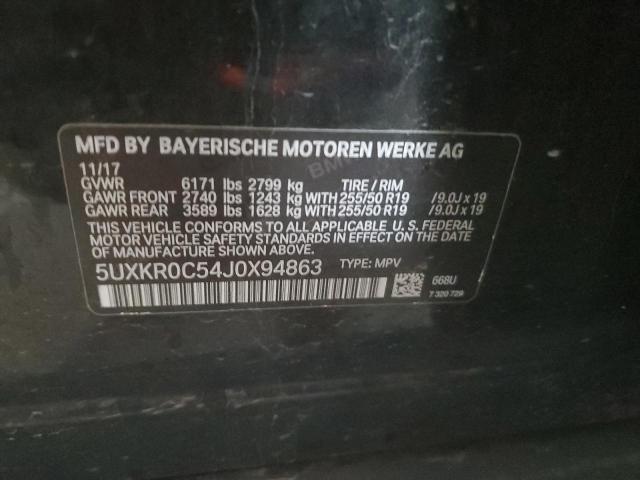 MFD BY BAYERISCHE MOTOREN WERKE AG
11/17
GVWR 6171 lbs 2799 kg TIRE / RIM
GAWR FRONT 2740 lbs 1243 kg WITH 255/50 R19 /9.0J x 19
GAWR REAR 3589 lbs 1628 kg WITH 255/50 R19 /9.0J x 19
THIS VEHICLE CONFORMS TO ALL APPLICABLE U. S. FEDERAL
MOTOR VEHICLE SAFETY STANDARDS IN EFFECT ON THE DATE
OF MANUFACTURE SHOWN ABOVE.
5UXKR0C54J0X94863 TYPE: MPV
668U
7 320 729